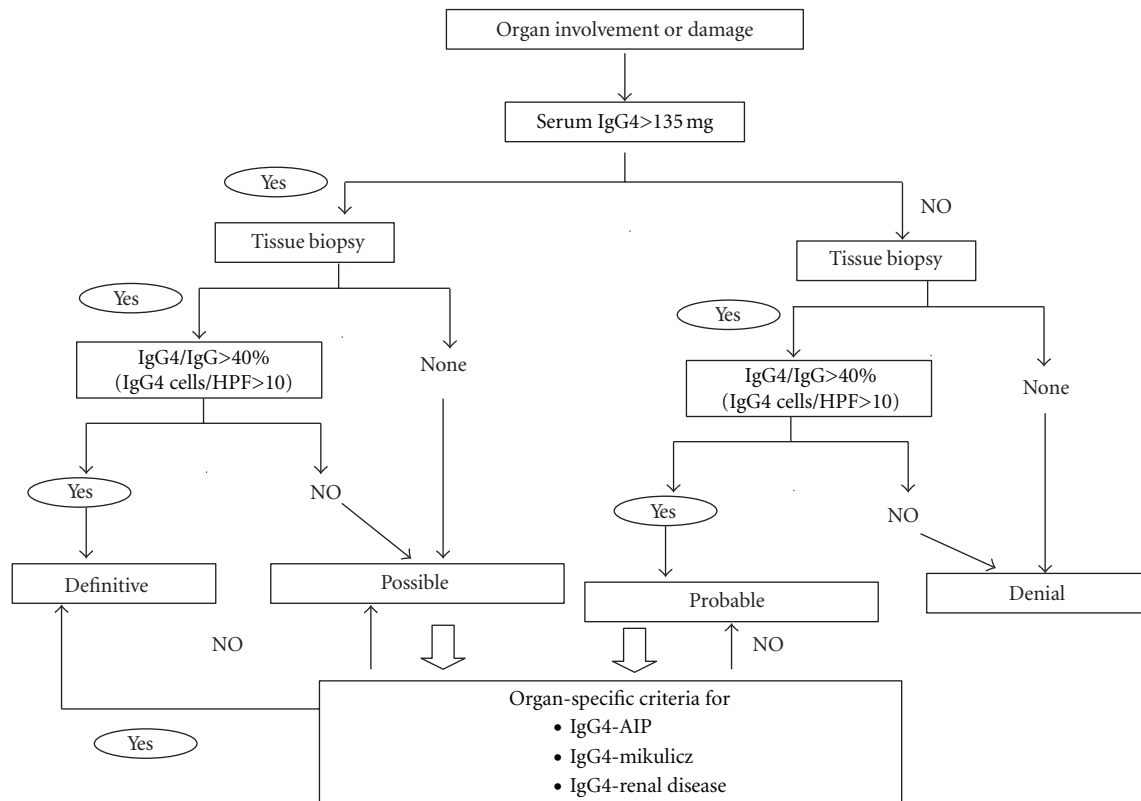 Organ involvement or damage
Serum IgG4>135 mg
Yes
NO
Tissue biopsy
Tissue biopsy
Yes
Yes
IgG4/IgG>40%
(IgG4 cells/HPF>10)
None
IgG4/IgG>40%
(IgG4 cells/HPF>10)
None
Yes
NO
Yes
NO
Definitive
Possible
Probable
Denial
NO
NO
Organ-specific criteria for
• IgG4-AIP
• IgG4-mikulicz
• IgG4-renal disease
Yes